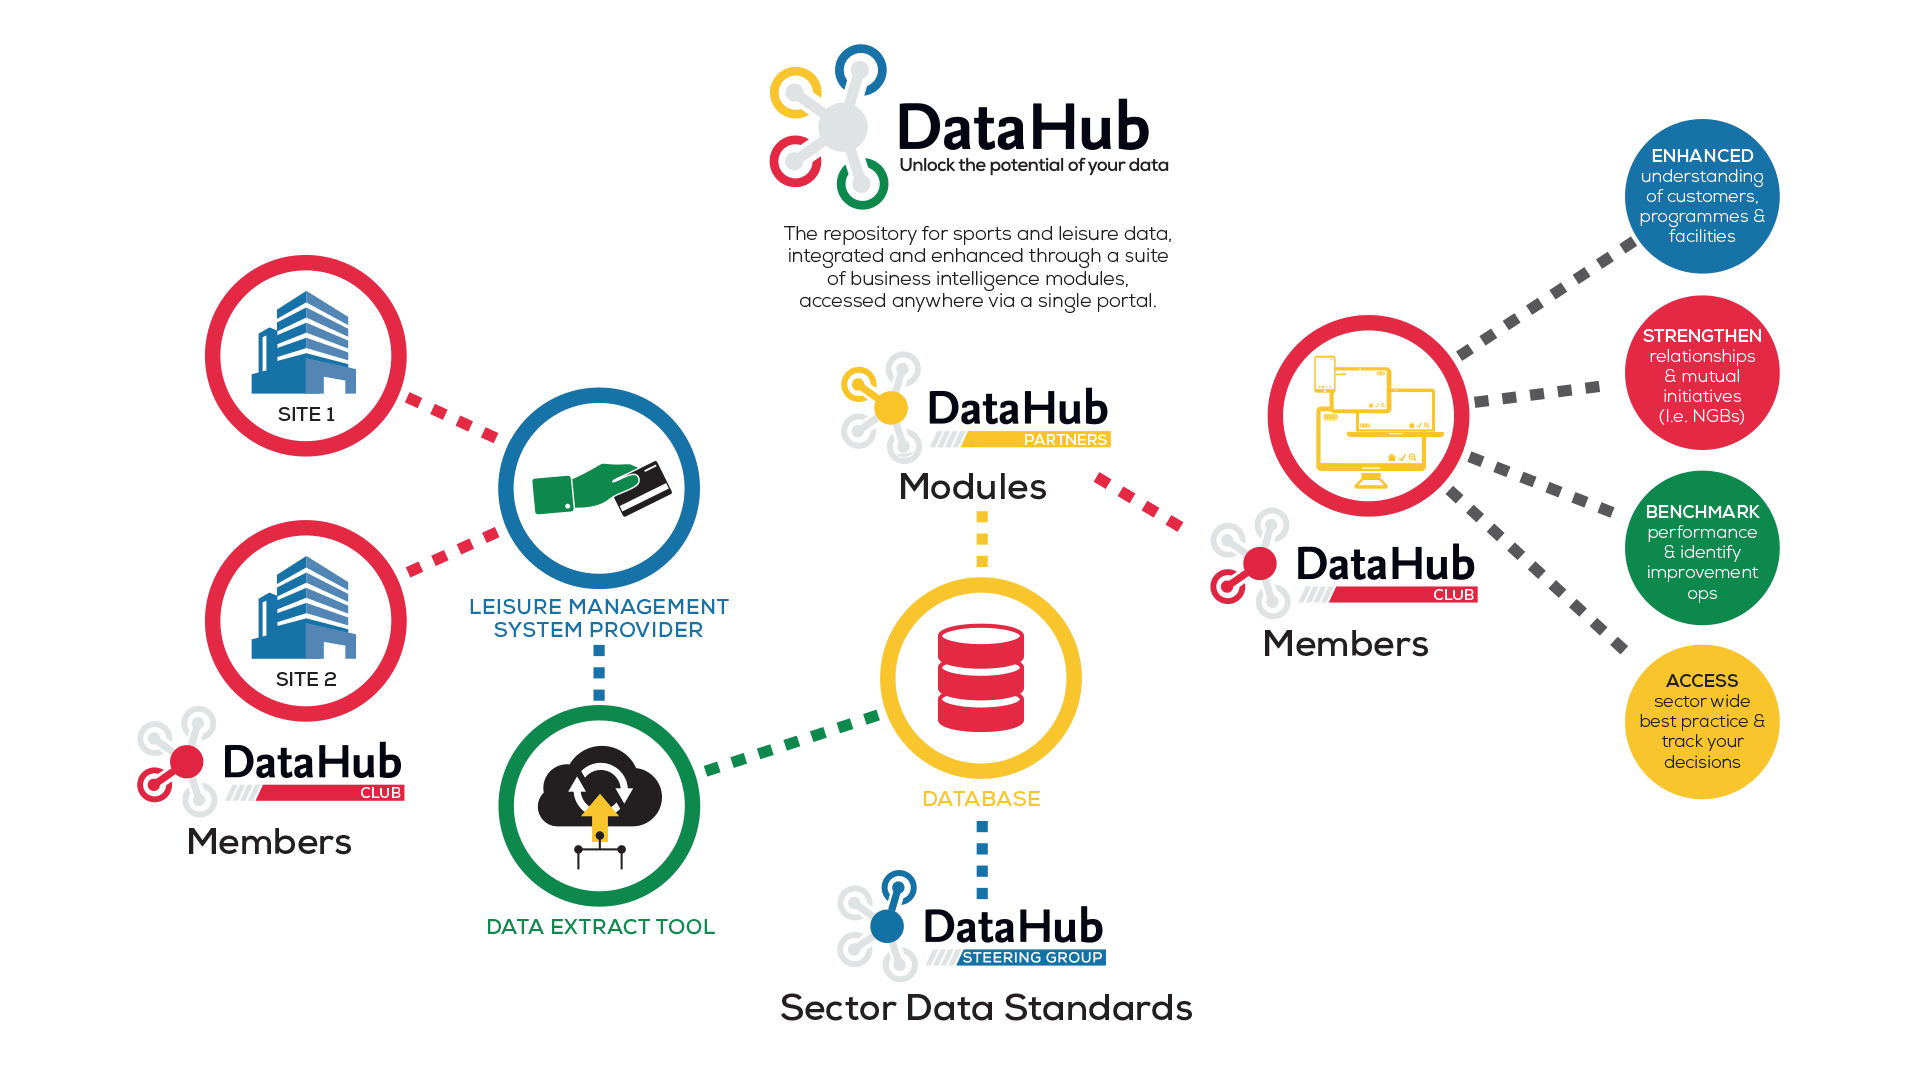 DataHub
Unlock the potential of your data
The repository for sports and leisure data,
integrated and enhanced through a suite
of business intelligence modules,
accessed anywhere via a single portal.
SITE 1
SITE 2
DataHub
CLUB
Members
LEISURE MANAGEMENT
SYSTEM PROVIDER
DATA EXTRACT TOOL
DataHub
PARTNERS
Modules
DATABASE
DataHub
STEERING GROUP
Sector Data Standards
DataHub
CLUB
Members
ENHANCED
understanding
of customers,
programmes &
facilities
STRENGTHEN
relationships
& mutual
initiatives
(I.e. NGBs)
BENCHMARK
performance
& identify
improvement
ops
ACCESS
sector wide
best practice &
track your
decisions